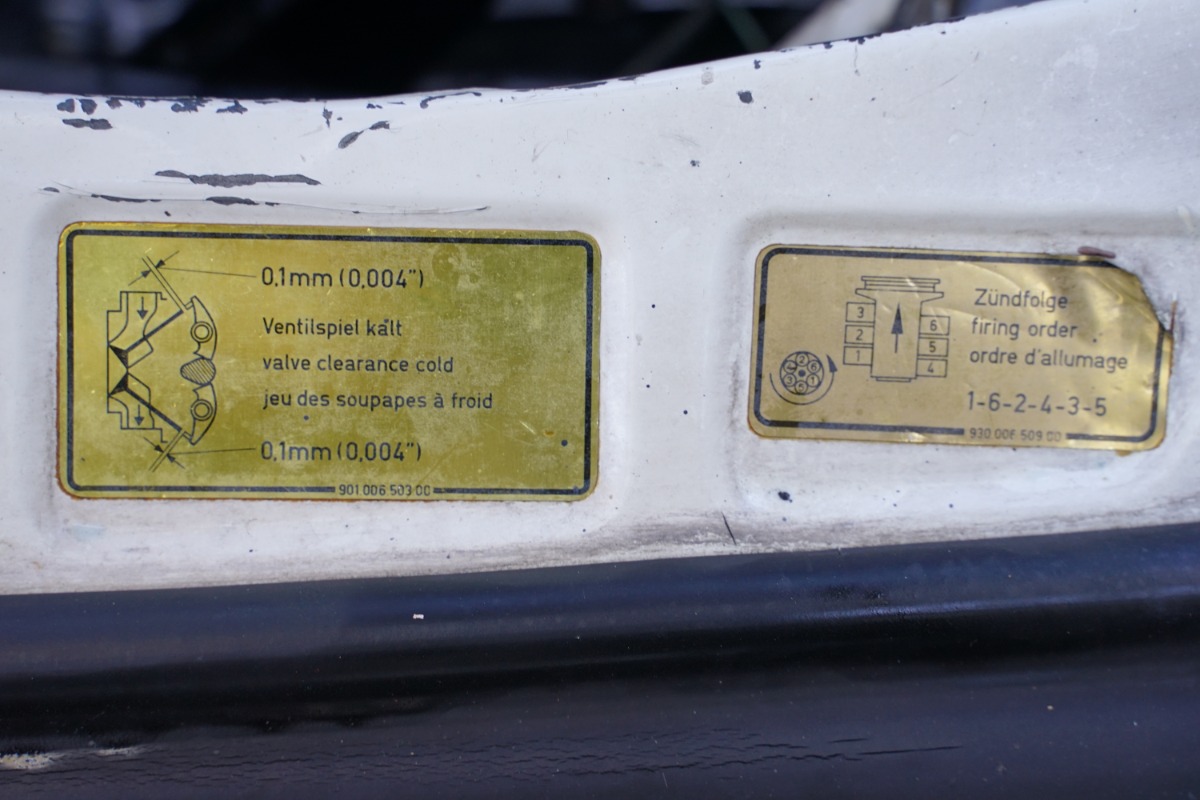 0.1mm (0,004")
Ventilspiel kalt
valve clearance cold
jeu des soupapes à froid
0.1mm (0,004")
901 006 503 00
3
2
1
6
5
4
Zündfolge
firing order
ordre d'allumage
1-6-2-4-3-5
930 006 509 00